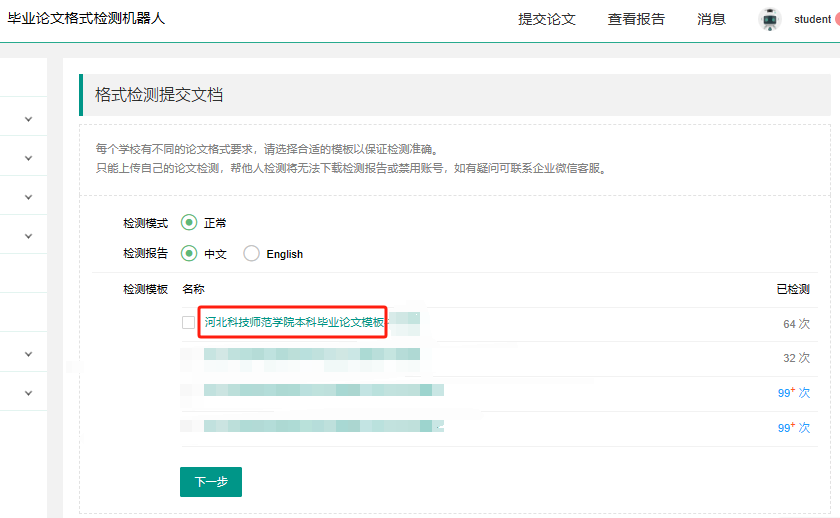 毕业论文格式检测机器人
提交论文 查看报告 消息 student
格式检测提交文档
每个学校有不同的论文格式要求，请选择合适的模板以保证检测准确。
只能上传自己的论文检测，帮他人检测将无法下载检测报告或禁用账号，如有疑问可联系企业微信客服。
检测模式 正常
检测报告 中文 English
检测模板 名称 已检测
河北科技师范学院本科毕业论文模板 64 次
32 次
99+ 次
99+ 次
下一步